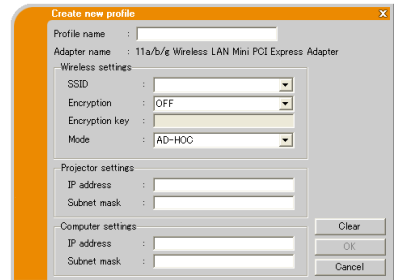 Create new profile
X
Profile name :
Adapter name : 11a/b/g Wireless LAN Mini PCI Express Adapter
Wireless settings
SSID :
Encryption : OFF
Encryption key :
Mode : AD-HOC
Projector settings
IP address :
Subnet mask :
Computer settings
IP address :
Subnet mask :
Clear
OK
Cancel